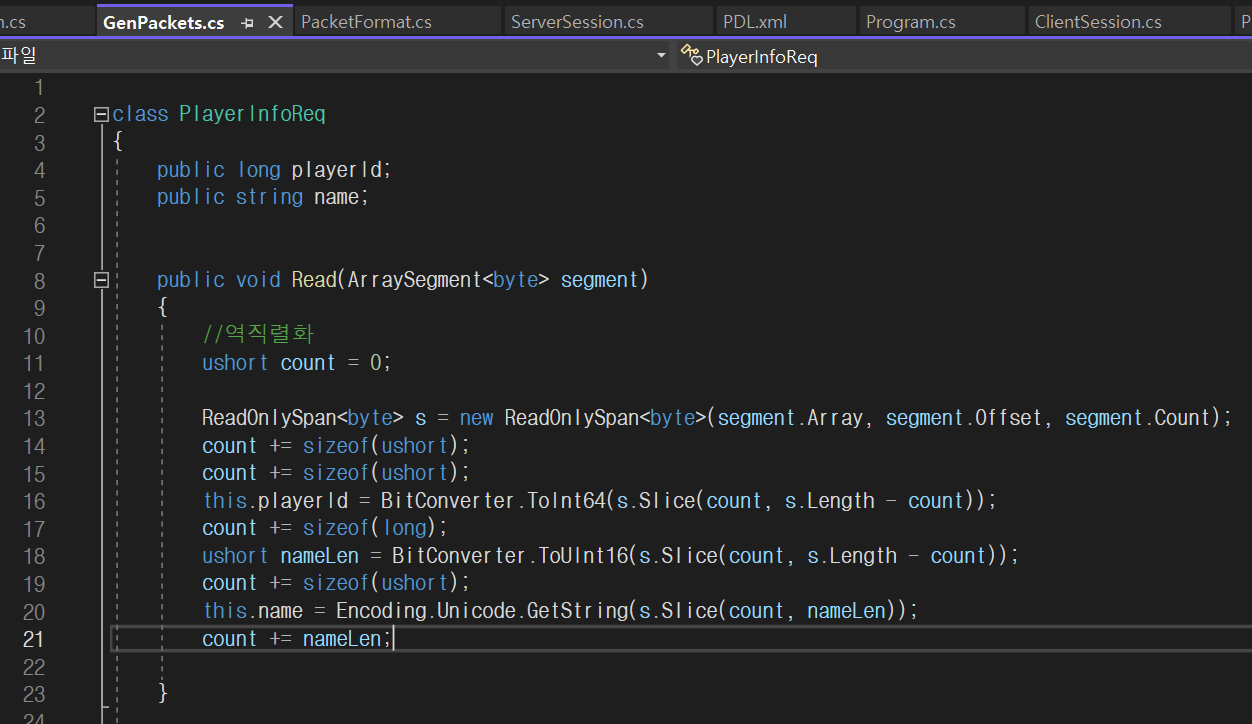 n.cs GenPackets.cs PacketFormat.cs ServerSession.cs PDL.xml Program.cs ClientSession.cs P
파일 PlayerInfoReq
1
2 class PlayerInfoReq
3 {
4 public long playerId;
5 public string name;
6
7
8 public void Read(ArraySegment<byte> segment)
9 {
10 //역직렬화
11 ushort count = 0;
12
13 ReadOnlySpan<byte> s = new ReadOnlySpan<byte>(segment.Array, segment.Offset, segment.Count);
14 count += sizeof(ushort);
15 count += sizeof(ushort);
16 this.playerId = BitConverter.ToInt64(s.Slice(count, s.Length - count));
17 count += sizeof(long);
18 ushort nameLen = BitConverter.ToUInt16(s.Slice(count, s.Length - count));
19 count += sizeof(ushort);
20 this.name = Encoding.Unicode.GetString(s.Slice(count, nameLen));
21 count += nameLen;
22
23 }
24